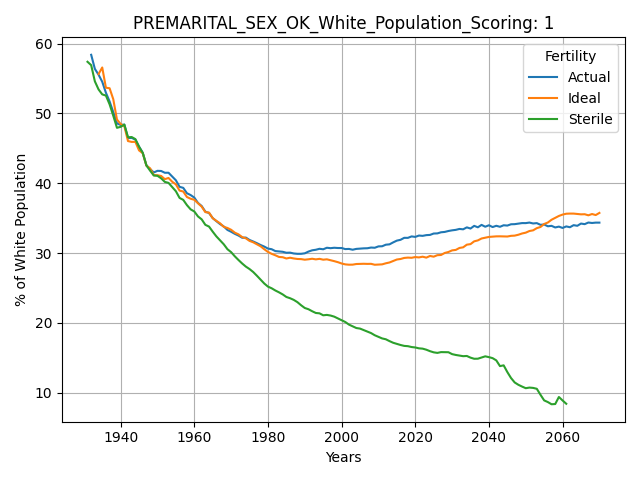 PREMARITAL_SEX_OK_White_Population_Scoring: 1
% of White Population
60
50
40
30
20
10
Fertility
Actual
Ideal
Sterile
1940 1960 1980 2000 2020 2040 2060
Years